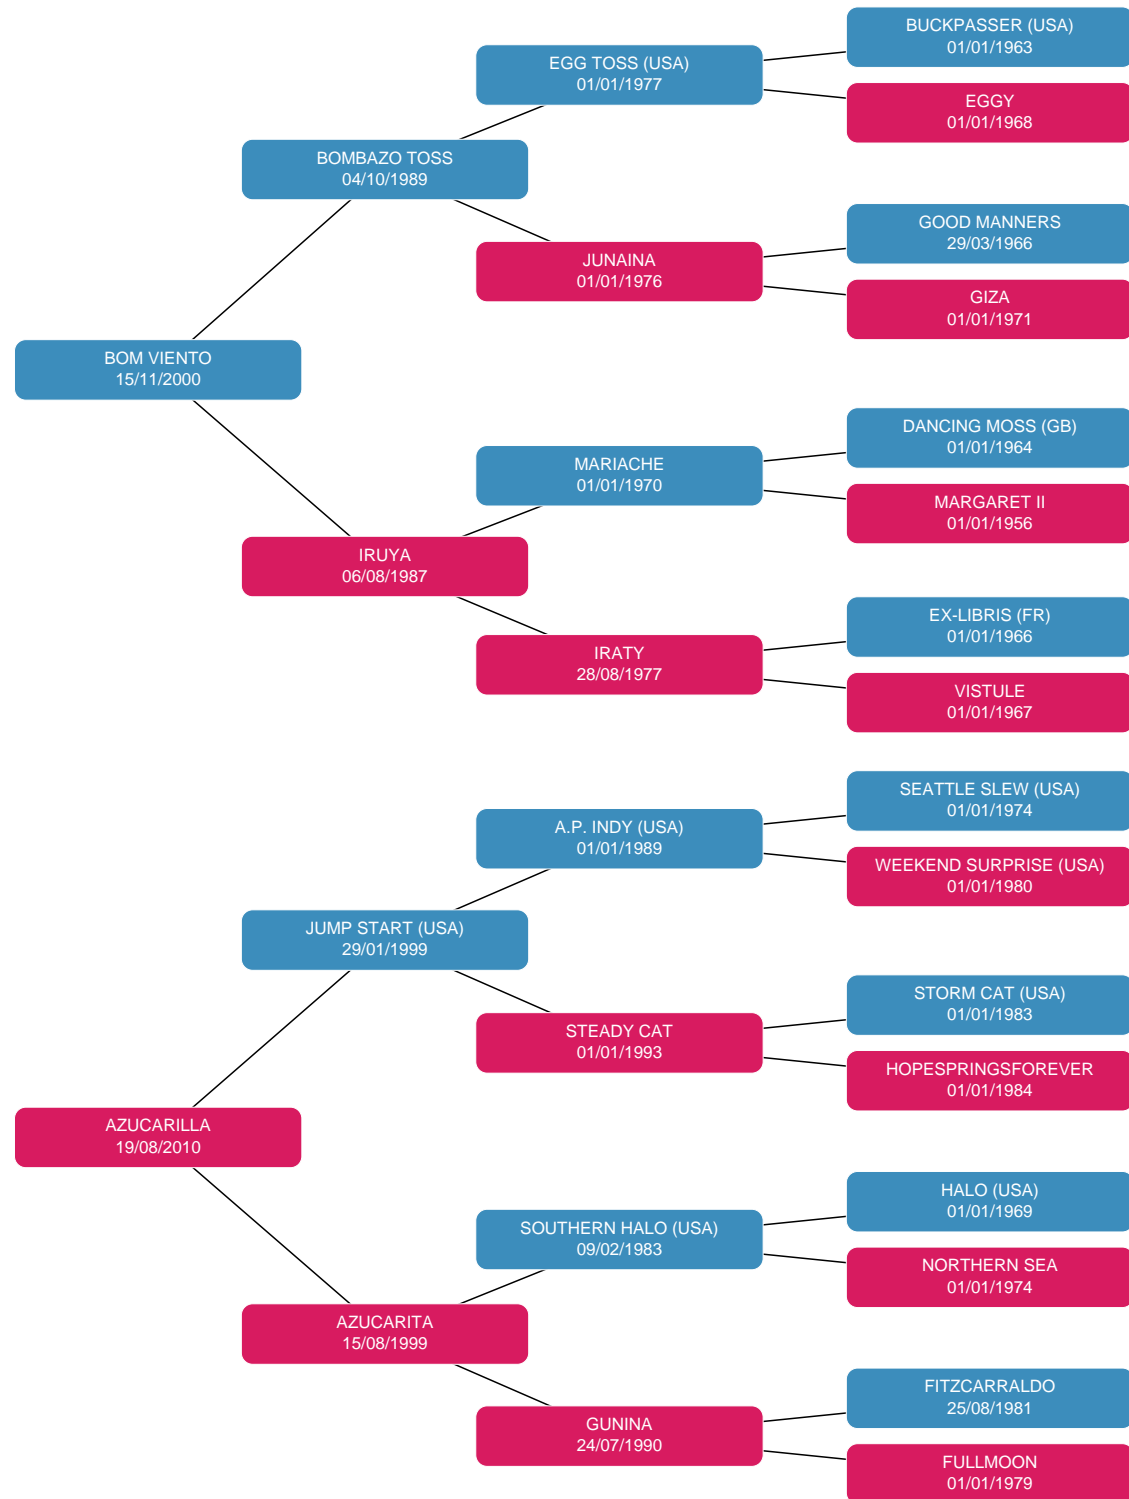 BUCKPASSER (USA)
01/01/1963
EGG TOSS (USA)
01/01/1977
EGGY
01/01/1968
BOMBAZO TOSS
04/10/1989
GOOD MANNERS
29/03/1966
JUNAINA
01/01/1976
GIZA
01/01/1971
BOM VIENTO
15/11/2000
DANCING MOSS (GB)
01/01/1964
MARIACHE
01/01/1970
MARGARET II
01/01/1956
IRUYA
06/08/1987
EX-LIBRIS (FR)
01/01/1966
IRATY
28/08/1977
VISTULE
01/01/1967
SEATTLE SLEW (USA)
01/01/1974
A.P. INDY (USA)
01/01/1989
WEEKEND SURPRISE (USA)
01/01/1980
JUMP START (USA)
29/01/1999
STORM CAT (USA)
01/01/1983
STEADY CAT
01/01/1993
HOPESPRINGSFOREVER
01/01/1984
AZUCARILLA
19/08/2010
HALO (USA)
01/01/1969
SOUTHERN HALO (USA)
09/02/1983
NORTHERN SEA
01/01/1974
AZUCARITA
15/08/1999
FITZCARRALDO
25/08/1981
GUNINA
24/07/1990
FULLMOON
01/01/1979